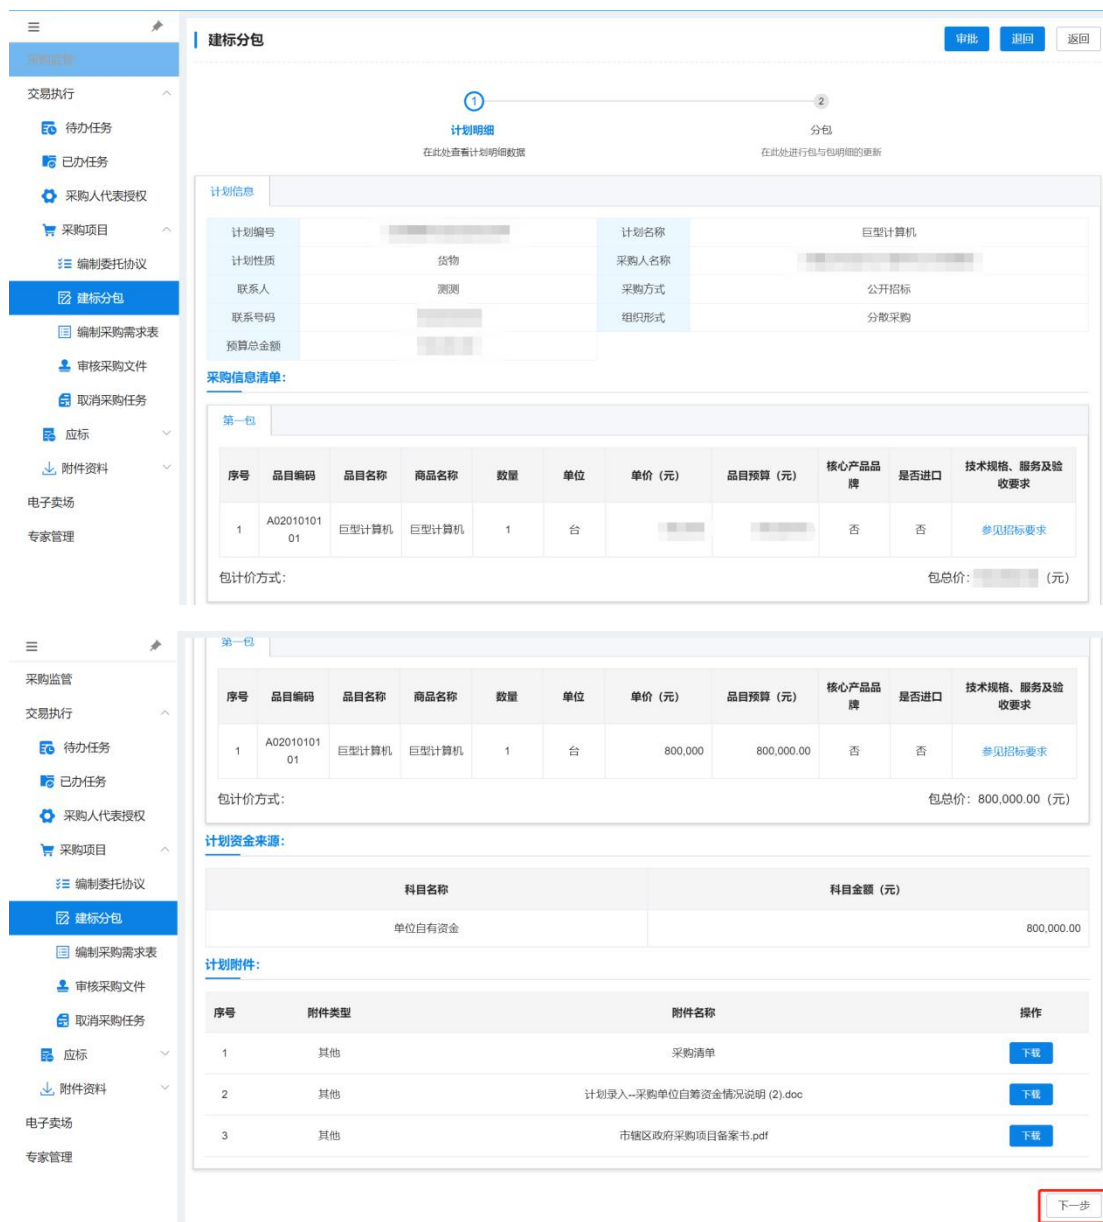 建标分包
审批
退回
返回
采购监管
交易执行
待办任务
已办任务
采购人代表授权
采购项目
编制委托协议
建标分包
编制采购需求表
审核采购文件
取消采购任务
应标
附件资料
电子卖场
专家管理
1
2
计划明细
分包
在此处查看计划明细数据
在此处进行包与包明细的更新
计划信息
计划编号
计划名称 巨型计算机
计划性质 货物 采购人名称
联系人 测测 采购方式 公开招标
联系号码 组织形式 分散采购
预算总金额
采购信息清单:
第一包
序号 品目编码 品目名称 商品名称 数量 单位 单价（元） 品目预算（元） 核心产品品牌 是否进口 技术规格、服务及验收要求
1 A0201010101 巨型计算机 巨型计算机 1 台 否 否 参见招标要求
包计价方式:
包总价: （元）
采购监管
交易执行
待办任务
已办任务
采购人代表授权
采购项目
编制委托协议
建标分包
编制采购需求表
审核采购文件
取消采购任务
应标
附件资料
电子卖场
专家管理
第一包
序号 品目编码 品目名称 商品名称 数量 单位 单价（元） 品目预算（元） 核心产品品牌 是否进口 技术规格、服务及验收要求
1 A0201010101 巨型计算机 巨型计算机 1 台 800,000 800,000.00 否 否 参见招标要求
包计价方式:
包总价: 800,000.00（元）
计划资金来源:
科目名称 科目金额（元）
单位自有资金 800,000.00
计划附件:
序号 附件类型 附件名称 操作
1 其他 采购清单 下载
2 其他 计划录入--采购单位自筹资金情况说明 (2).doc 下载
3 其他 市辖区政府采购项目备案书.pdf 下载
下一步